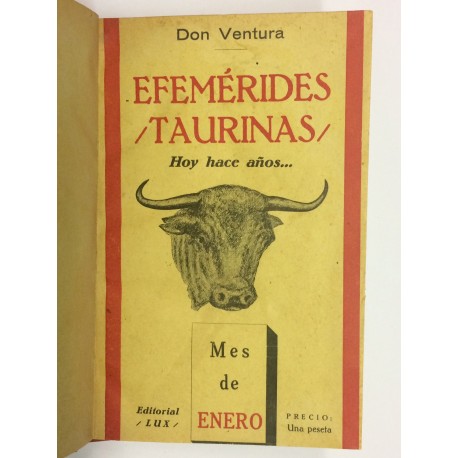 Don Ventura
EFEMÉRIDES
/TAURINAS/
Hoy hace años...
Mes
de
ENERO
Editorial
/ LUX /
PRECIO:
Una peseta